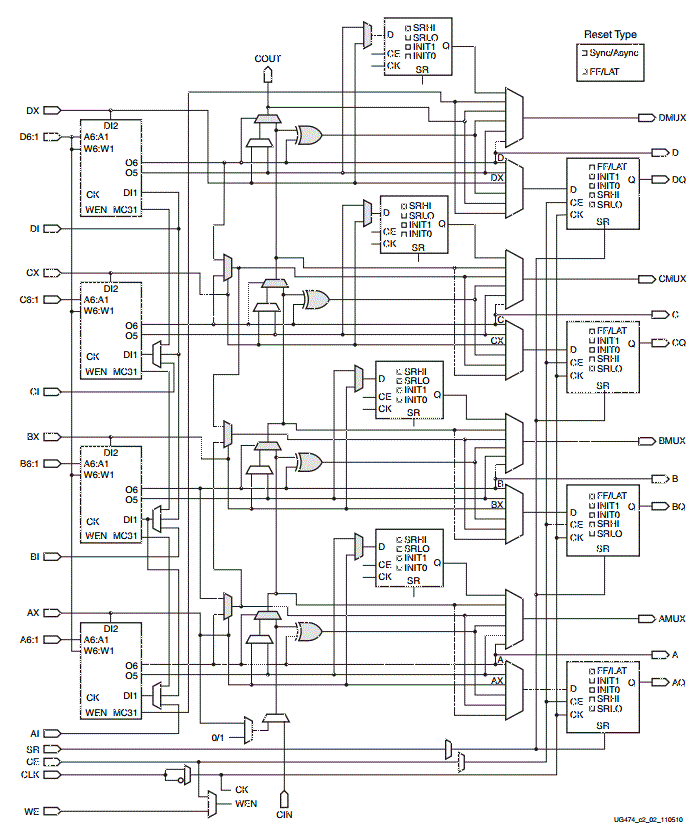 Reset Type
Sync/Async
FF/LAT
COUT
D
SRHI
SRLO
INIT1
INIT0
Q
CE
CK
SR
DX
D6:1
DI2
A6:A1
W6:W1
O6
O5
CK
DI1
WEN MC31
DMUX
D
D
DX
D
CE
CK
FF/LAT
INIT1
INIT0
SRHI
SRLO
Q
SR
DQ
DI
D
SRHI
SRLO
INIT1
INIT0
Q
CE
CK
SR
CX
C6:1
DI2
A6:A1
W6:W1
O6
O5
CK
DI1
WEN MC31
CMUX
C
C
CX
D
CE
CK
FF/LAT
INIT1
INIT0
SRHI
SRLO
Q
SR
CQ
CI
D
SRHI
SRLO
INIT1
INIT0
Q
CE
CK
SR
BX
B6:1
DI2
A6:A1
W6:W1
O6
O5
CK
DI1
WEN MC31
BMUX
B
B
BX
D
CE
CK
FF/LAT
INIT1
INIT0
SRHI
SRLO
Q
SR
BQ
BI
D
SRHI
SRLO
INIT1
INIT0
Q
CE
CK
SR
AX
A6:1
DI2
A6:A1
W6:W1
O6
O5
CK
DI1
WEN MC31
AMUX
A
A
AX
D
CE
CK
FF/LAT
INIT1
INIT0
SRHI
SRLO
Q
SR
AQ
AI
0/1
SR
CE
CLK
CK
WEN
WE
CIN
UG474_c2_02_110510